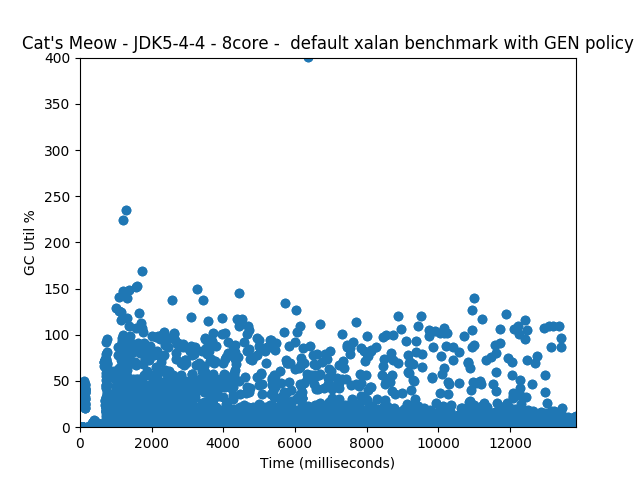 Cat's Meow - JDK5-4-4 - 8core -  default xalan benchmark with GEN policy
400
350
300
250
200
150
100
50
0
GC Util %
0 2000 4000 6000 8000 10000 12000
Time (milliseconds)